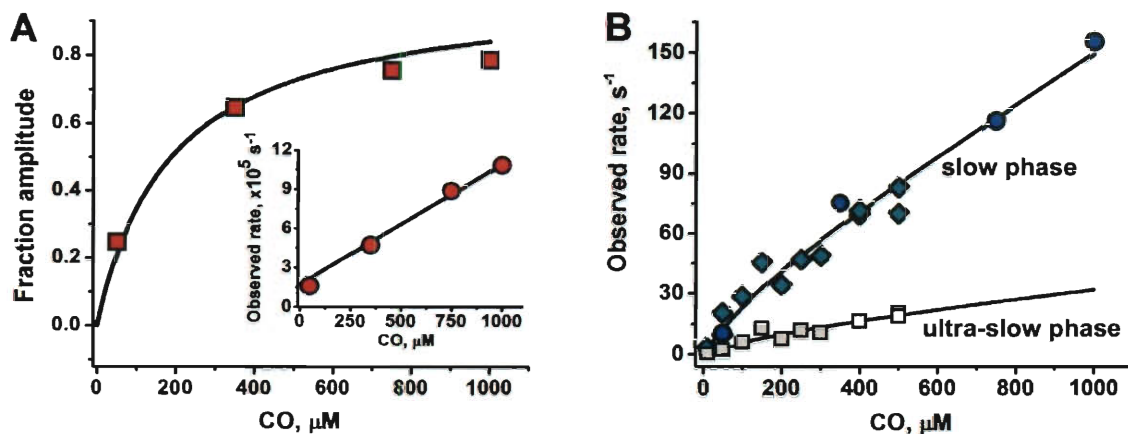 A
Fraction amplitude
0.8
0.6
0.4
0.2
0.0
0 200 400 600 800 1000
CO, μM
Observed rate, x10⁵ s⁻¹
12
9
6
3
0
0 250 500 750 1000
CO, μM
B
Observed rate, s⁻¹
150
120
90
60
30
0
0 200 400 600 800 1000
CO, μM
slow phase
ultra-slow phase